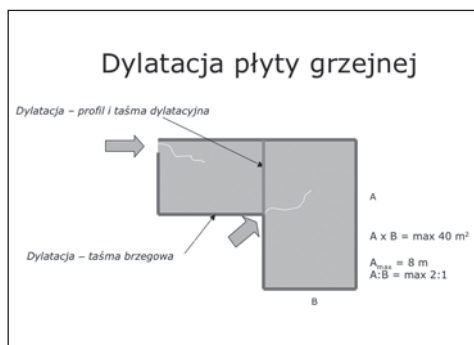 Dylatacja płyty grzejnej
Dylatacja – profil i taśma dylatacyjna
A
A x B = max 40 m²
Amax = 8 m
A:B = max 2:1
Dylatacja – taśma brzegowa
B